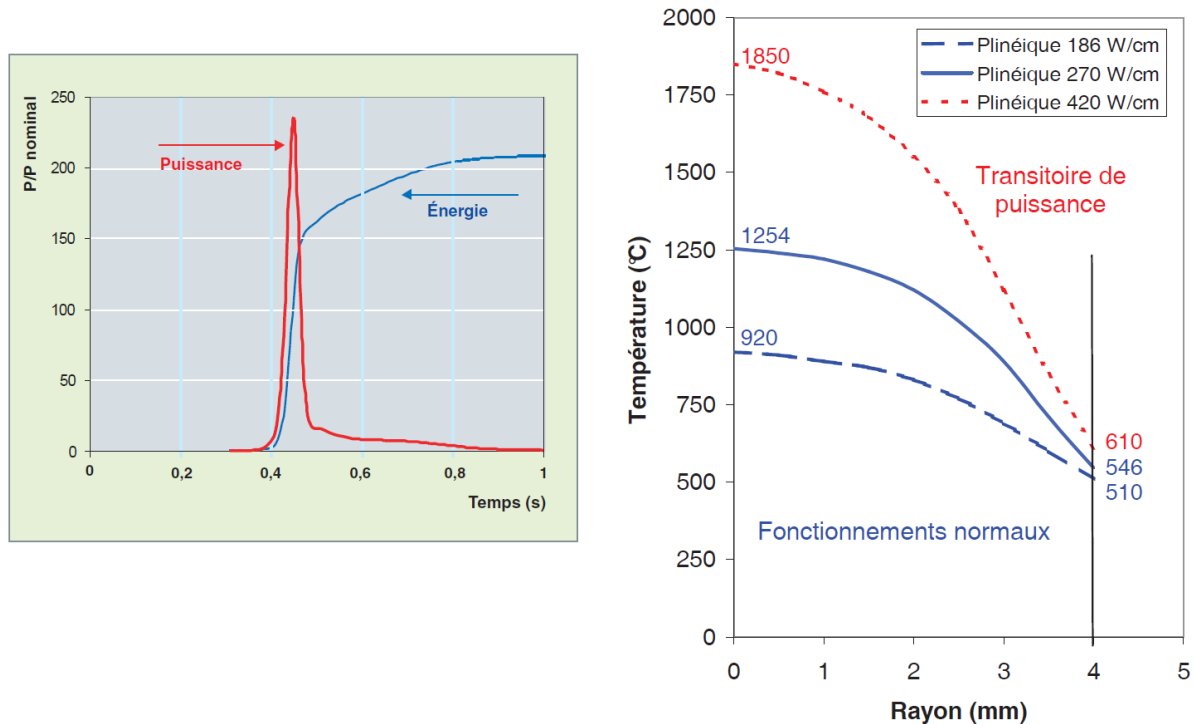 250
200
150
100
50
0
P/P nominal
Puissance
Énergie
0
0,2
0,4
0,6
0,8
1
Temps (s)
2000
1750
1500
1250
1000
750
500
250
0
Température (°C)
Plinéique 186 W/cm
Plinéique 270 W/cm
Plinéique 420 W/cm
1850
Transitoire de
puissance
1254
920
610
546
510
Fonctionnements normaux
0
1
2
3
4
5
Rayon (mm)